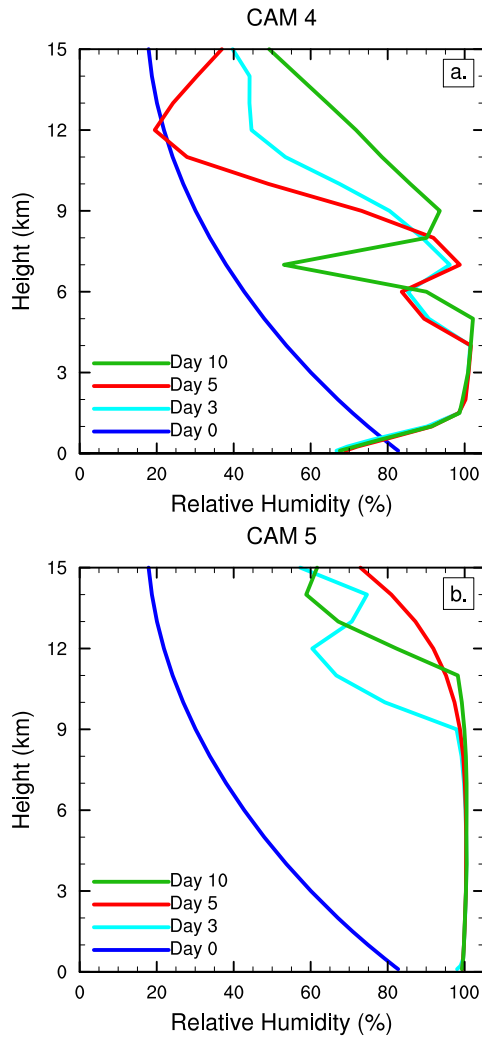 CAM 4
a.
15
12
9
6
3
0
Height (km)
Day 10
Day 5
Day 3
Day 0
0 20 40 60 80 100
Relative Humidity (%)
CAM 5
b.
15
12
9
6
3
0
Height (km)
Day 10
Day 5
Day 3
Day 0
0 20 40 60 80 100
Relative Humidity (%)